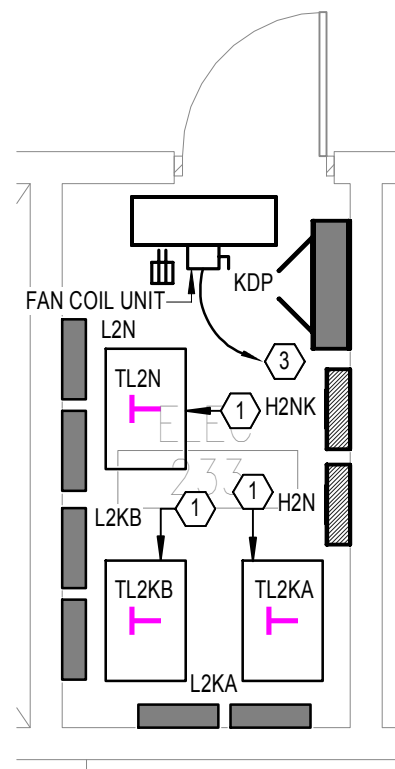 KDP
FAN COIL UNIT
L2N
3
TL2N
H2NK
1
ELEC
233
L2KB
1
1
H2N
TL2KB
TL2KA
L2KA